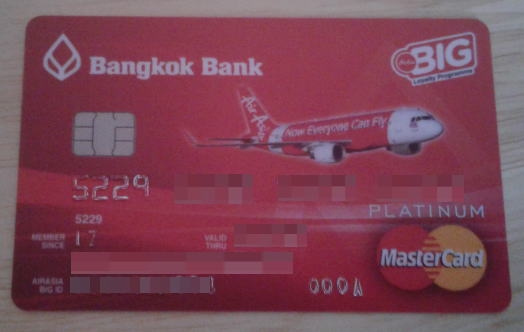 Bangkok Bank
AirAsia BIG
Loyalty Programme
AirAsia
Now Everyone Can Fly
5229
PLATINUM
5229
MEMBER SINCE 17 VALID THRU
MasterCard
AIRASIA BIG ID